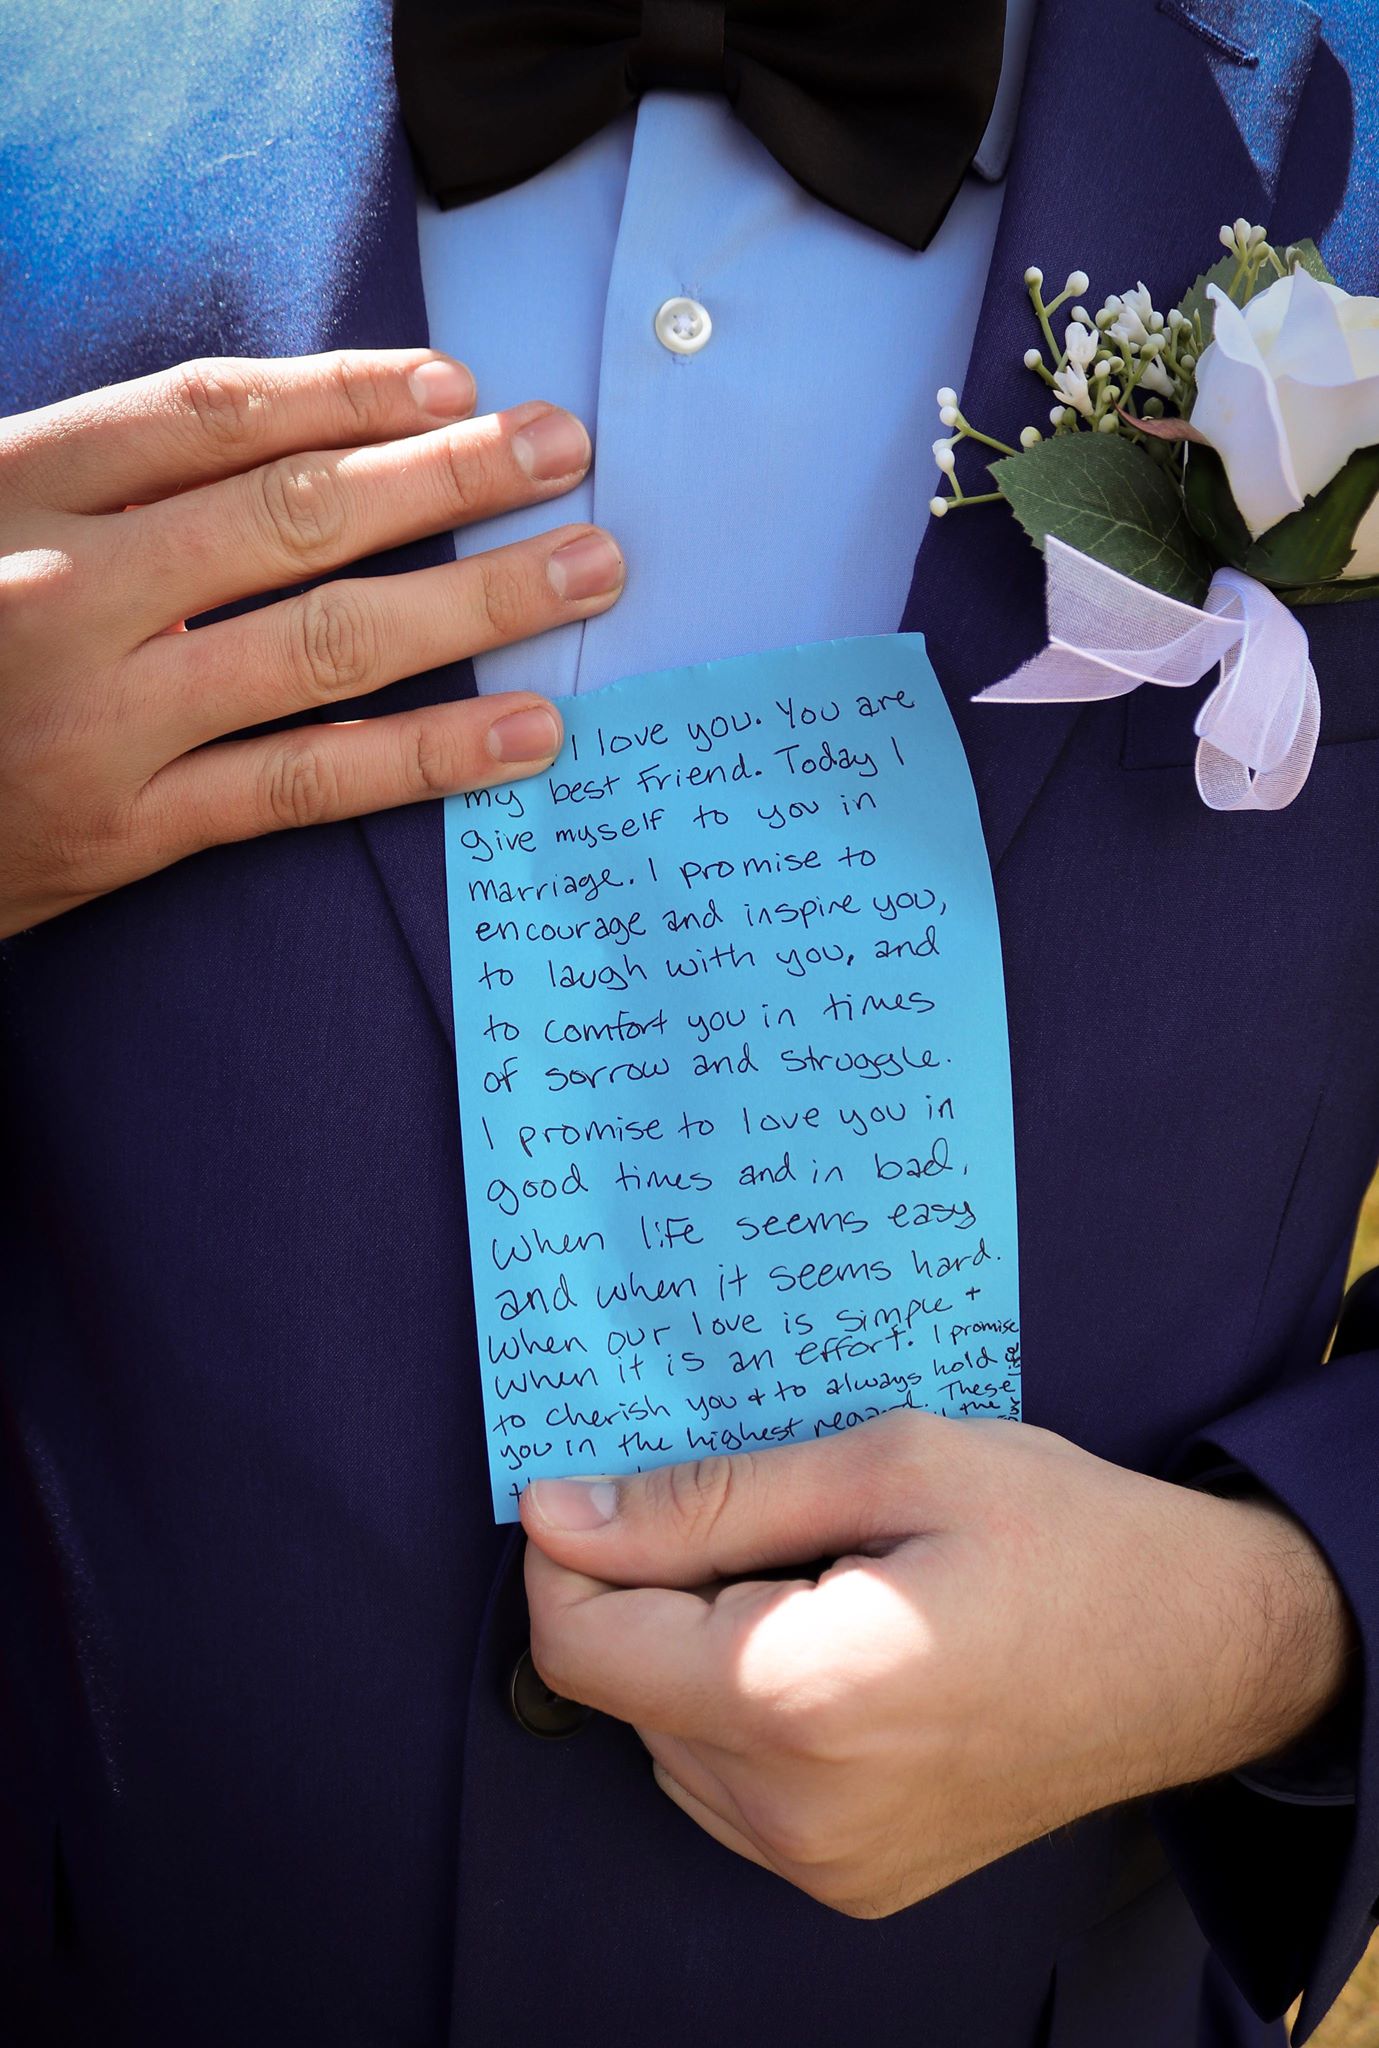 I love you. You are
my best friend. Today I
give myself to you in
marriage. I promise to
encourage and inspire you,
to laugh with you, and
to comfort you in times
of sorrow and struggle.
I promise to love you in
good times and in bad,
when life seems easy
and when it seems hard.
when our love is simple +
when it is an effort. I promise
to cherish you + to always hold
you in the highest regard. These
the